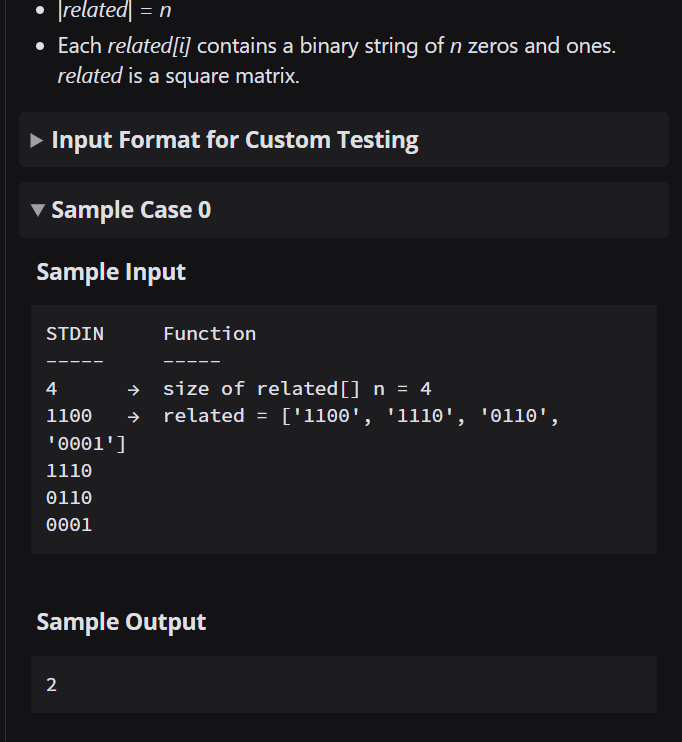 |related| = n
Each related[i] contains a binary string of n zeros and ones.
related is a square matrix.
Input Format for Custom Testing
Sample Case 0
Sample Input
STDIN Function
----- -----
4 → size of related[] n = 4
1100 → related = ['1100', '1110', '0110',
'0001']
1110
0110
0001
Sample Output
2